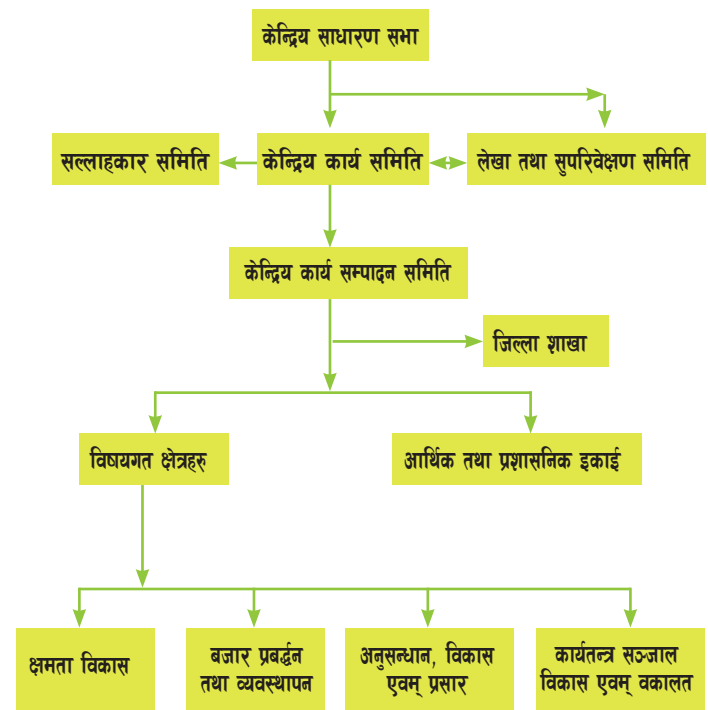 केन्द्रिय साधारण सभा
सल्लाहकार समिति
केन्द्रिय कार्य समिति
लेखा तथा सुपरिवेक्षण समिति
केन्द्रिय कार्य सम्पादन समिति
जिल्ला शाखा
विषयगत क्षेत्रहरु
आर्थिक तथा प्रशासनिक इकाई
क्षमता विकास
बजार प्रबर्द्धन
तथा व्यवस्थापन
अनुसन्धान, विकास
एवम् प्रसार
कार्यतन्त्र सञ्जाल
विकास एवम् वकालत